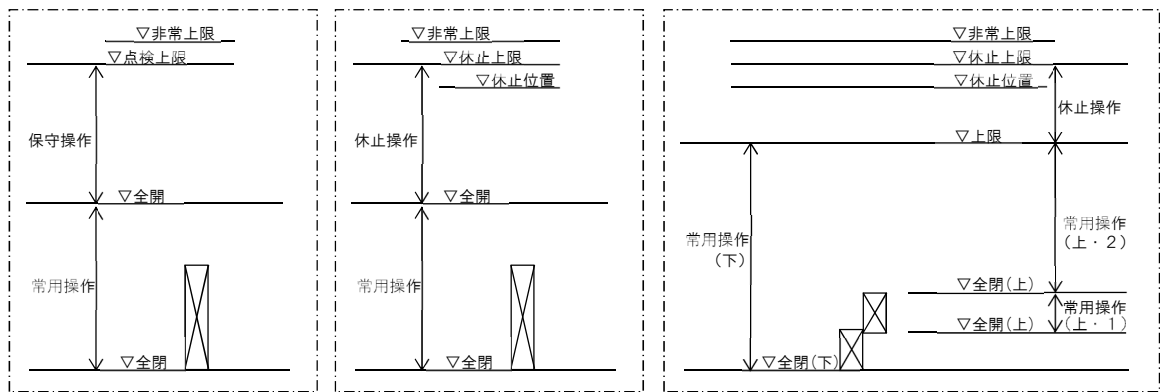 ▽非常上限
▽点検上限
保守操作
▽全開
常用操作
▽全閉
▽非常上限
▽休止上限
▽休止位置
休止操作
▽全開
常用操作
▽全閉
▽非常上限
▽休止上限
▽休止位置
休止操作
▽上限
常用操作
(下)
常用操作
(上・2)
▽全閉(上)
常用操作
(上・1)
▽全開(上)
▽全閉(下)